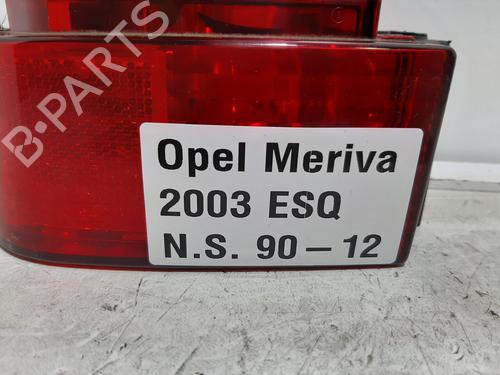 B-PARTS
Opel Meriva
2003 ESQ
N.S. 90-12